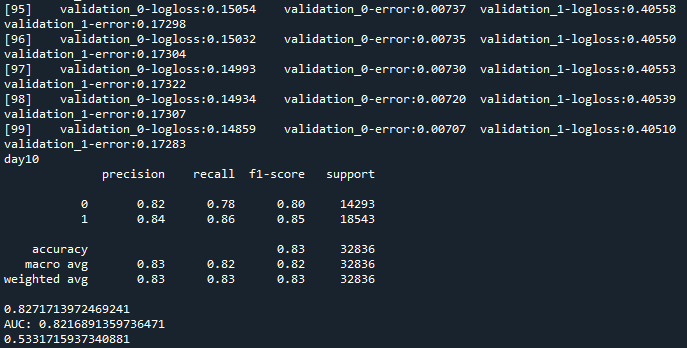 [95]    validation_0-logloss:0.15054    validation_0-error:0.00737    validation_1-logloss:0.40558
validation_1-error:0.17298
[96]    validation_0-logloss:0.15032    validation_0-error:0.00735    validation_1-logloss:0.40550
validation_1-error:0.17304
[97]    validation_0-logloss:0.14993    validation_0-error:0.00730    validation_1-logloss:0.40553
validation_1-error:0.17322
[98]    validation_0-logloss:0.14934    validation_0-error:0.00720    validation_1-logloss:0.40539
validation_1-error:0.17307
[99]    validation_0-logloss:0.14859    validation_0-error:0.00707    validation_1-logloss:0.40510
validation_1-error:0.17283
day10
              precision    recall  f1-score   support
           0       0.82      0.78      0.80     14293
           1       0.84      0.86      0.85     18543
    accuracy                           0.83     32836
   macro avg       0.83      0.82      0.82     32836
weighted avg       0.83      0.83      0.83     32836
0.8271713972469241
AUC: 0.8216891359736471
0.5331715937340881